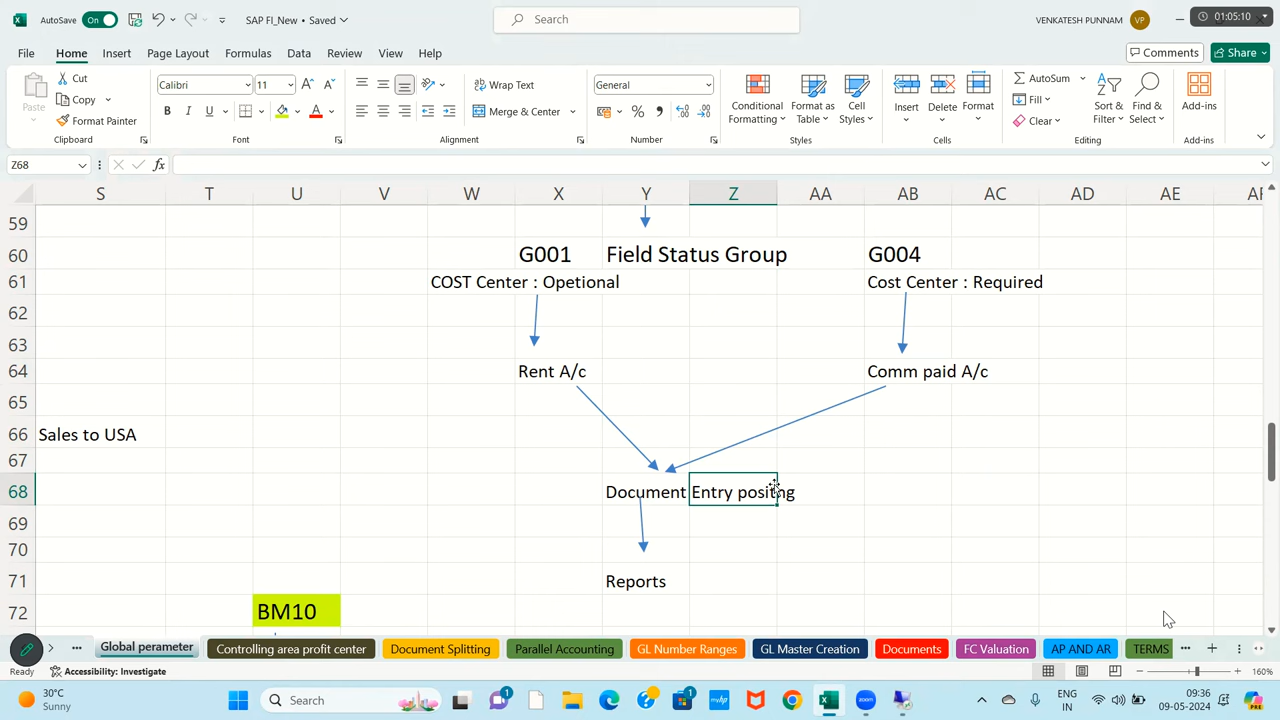 AutoSave On SAP FI_New • Saved Search VENKATESH PUNNAM VP 01:05:10
File Home Insert Page Layout Formulas Data Review View Help Comments Share
Paste Cut Copy Format Painter Calibri 11 B I U Wrap Text Merge & Center General Conditional Formatting Format as Table Cell Styles Insert Delete Format AutoSum Fill Clear Sort & Filter Find & Select Add-ins
Clipboard Font Alignment Number Styles Cells Editing Add-ins
Z68 fx
S T U V W X Y Z AA AB AC AD AE AF
59
60 G001 Field Status Group G004
61 COST Center : Opetional Cost Center : Required
62
63
64 Rent A/c Comm paid A/c
65
66 Sales to USA
67
68 Document Entry positng
69
70
71 Reports
72 BM10
Global perameter Controlling area profit center Document Splitting Parallel Accounting GL Number Ranges GL Master Creation Documents FC Valuation AP AND AR TERMS
Ready Accessibility: Investigate 160%
30°C Sunny Search 1 1 ENG IN 09:36 09-05-2024